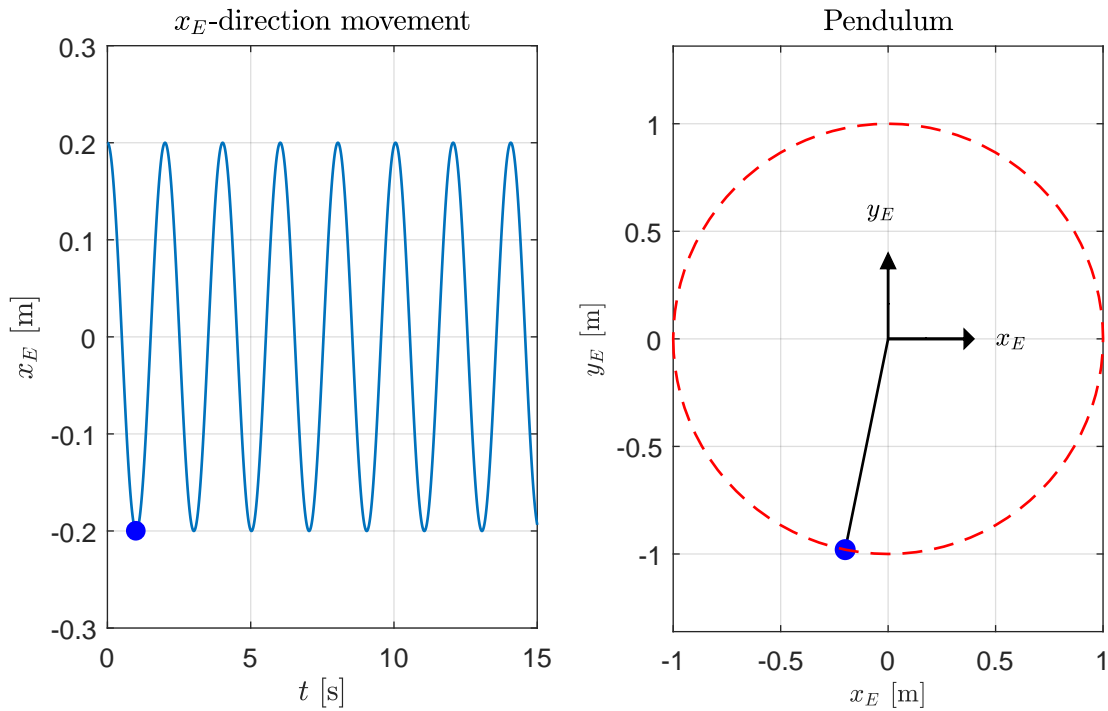 x_E-direction movement
0.3
0.2
0.1
0
-0.1
-0.2
-0.3
x_E [m]
0 5 10 15
t [s]
Pendulum
1
0.5
0
-0.5
-1
y_E [m]
y_E
x_E
-1 -0.5 0 0.5 1
x_E [m]